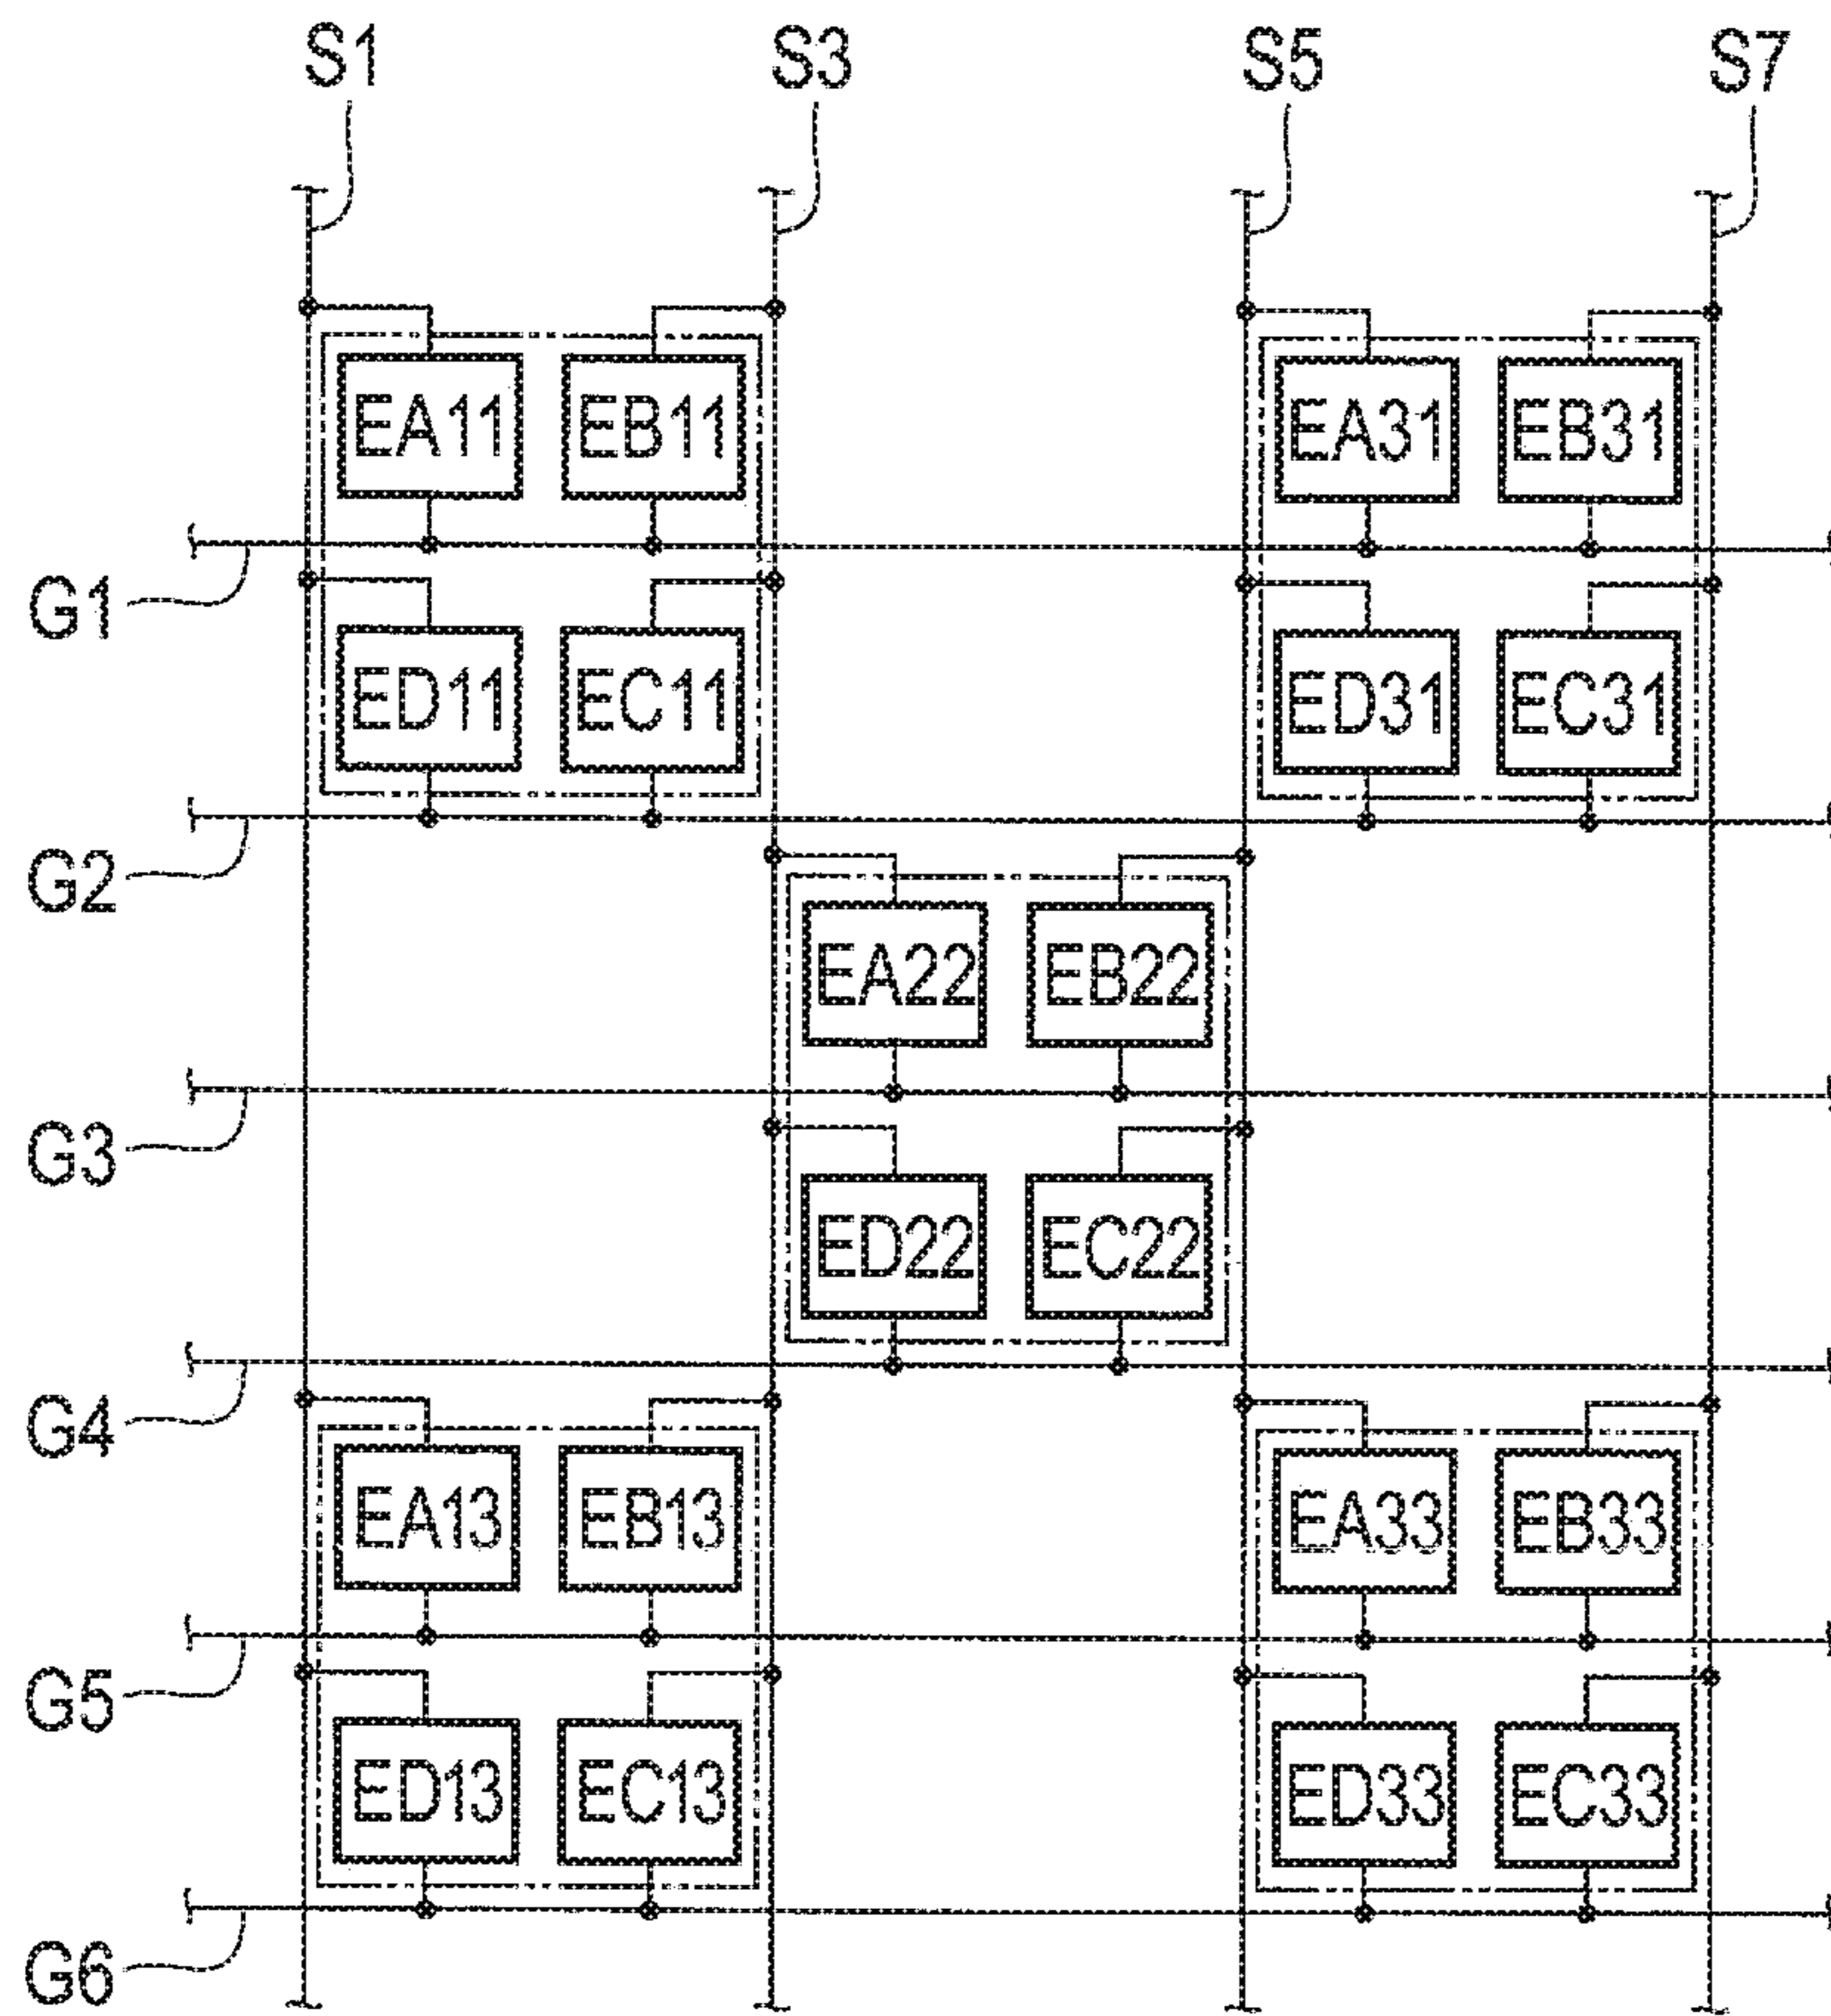 S1 S3 S5 S7
EA11 EB11 EA31 EB31
G1
ED11 EC11 ED31 EC31
G2
EA22 EB22
G3
ED22 EC22
G4
EA13 EB13 EA33 EB33
G5
ED13 EC13 ED33 EC33
G6